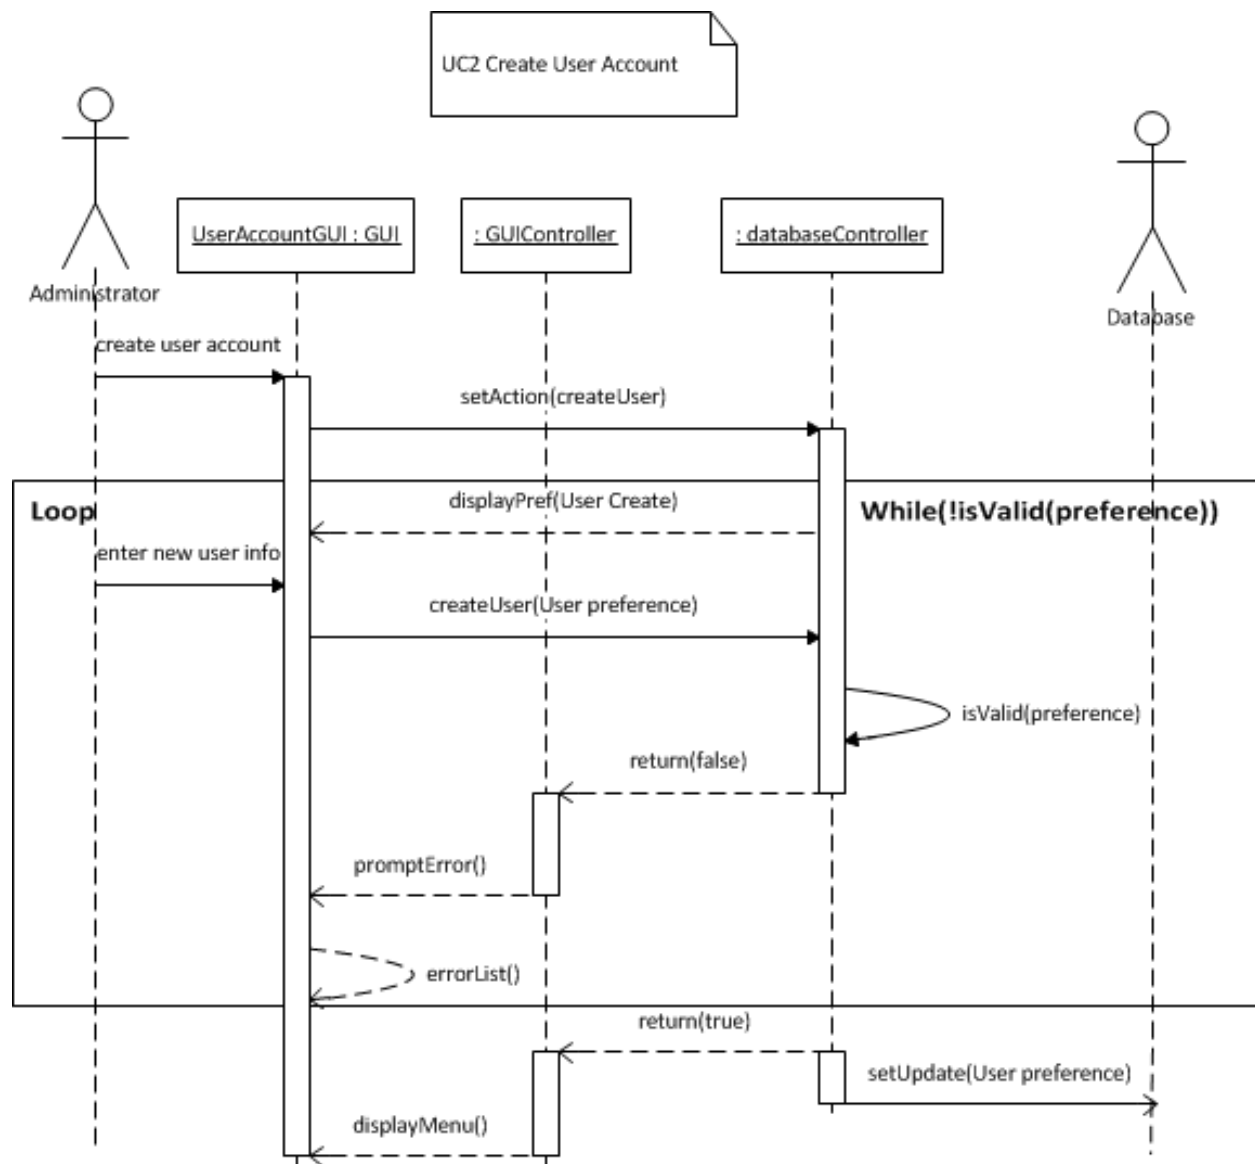 UC2 Create User Account
UserAccountGUI : GUI
: GUIController
: databaseController
Administrator
Database
create user account
setAction(createUser)
displayPref(User Create)
Loop
While(!isValid(preference))
enter new user info
createUser(User preference)
isValid(preference)
return(false)
promptError()
errorList()
return(true)
setUpdate(User preference)
displayMenu()